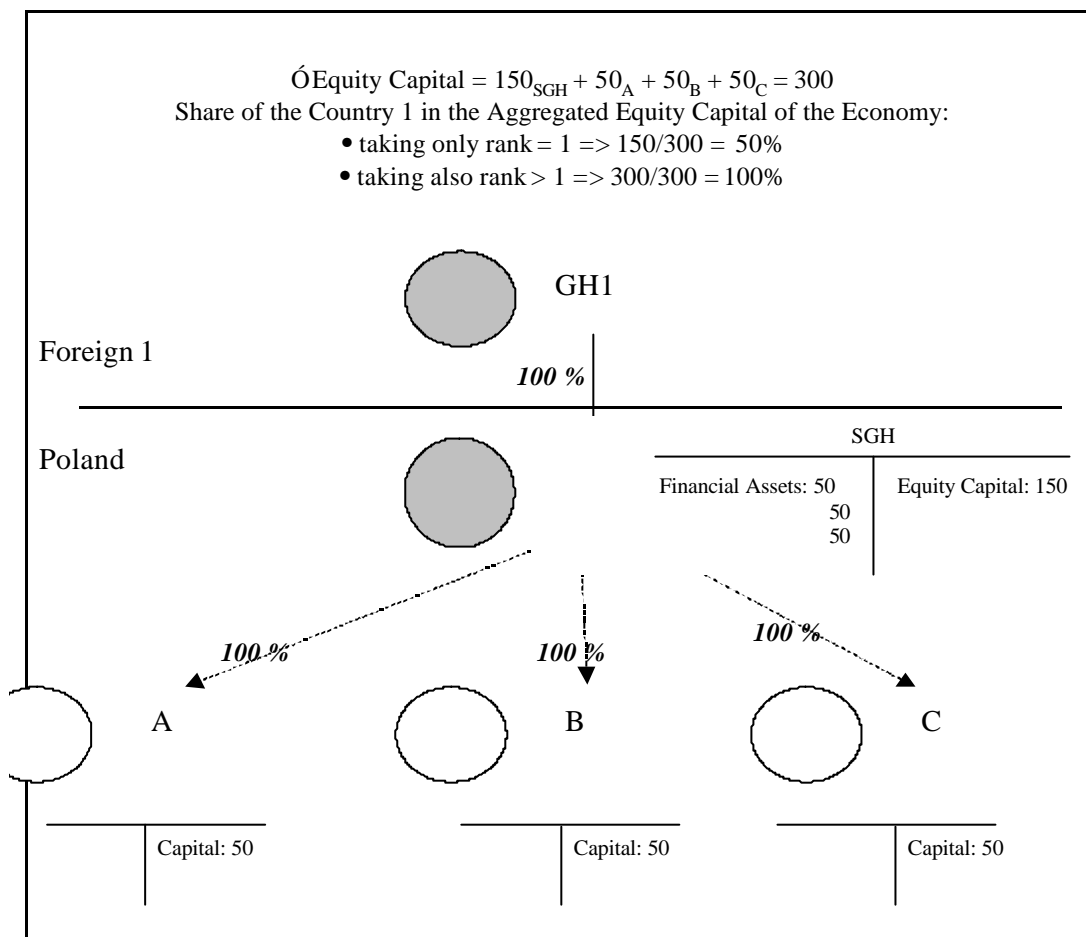 ÓEquity Capital = 150SGH + 50A + 50B + 50C = 300
Share of the Country 1 in the Aggregated Equity Capital of the Economy:
• taking only rank = 1 => 150/300 = 50%
• taking also rank > 1 => 300/300 = 100%
GH1
Foreign 1
100 %
Poland
SGH
Financial Assets: 50
Equity Capital: 150
50
50
100 %
100 %
100 %
A
B
C
Capital: 50
Capital: 50
Capital: 50